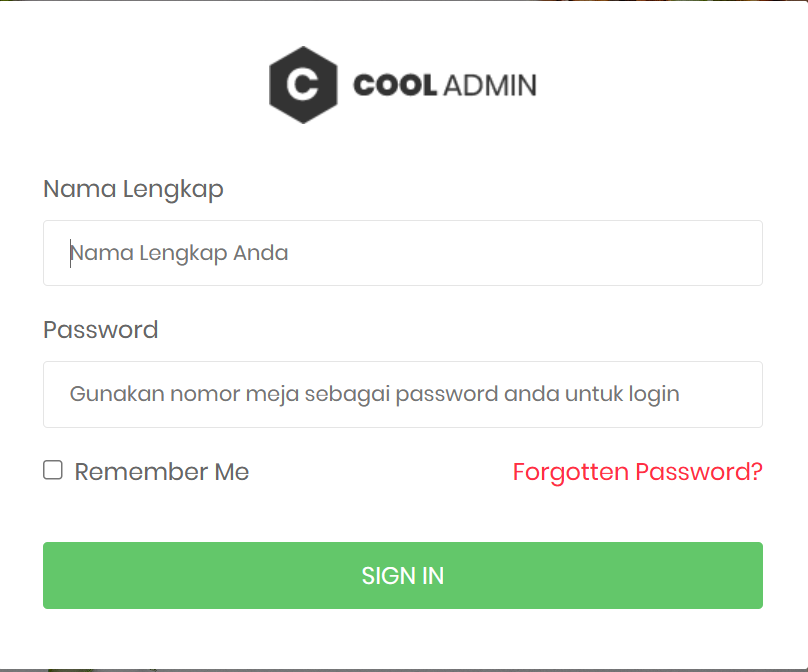 C COOL ADMIN
Nama Lengkap
Nama Lengkap Anda
Password
Gunakan nomor meja sebagai password anda untuk login
Remember Me Forgotten Password?
SIGN IN